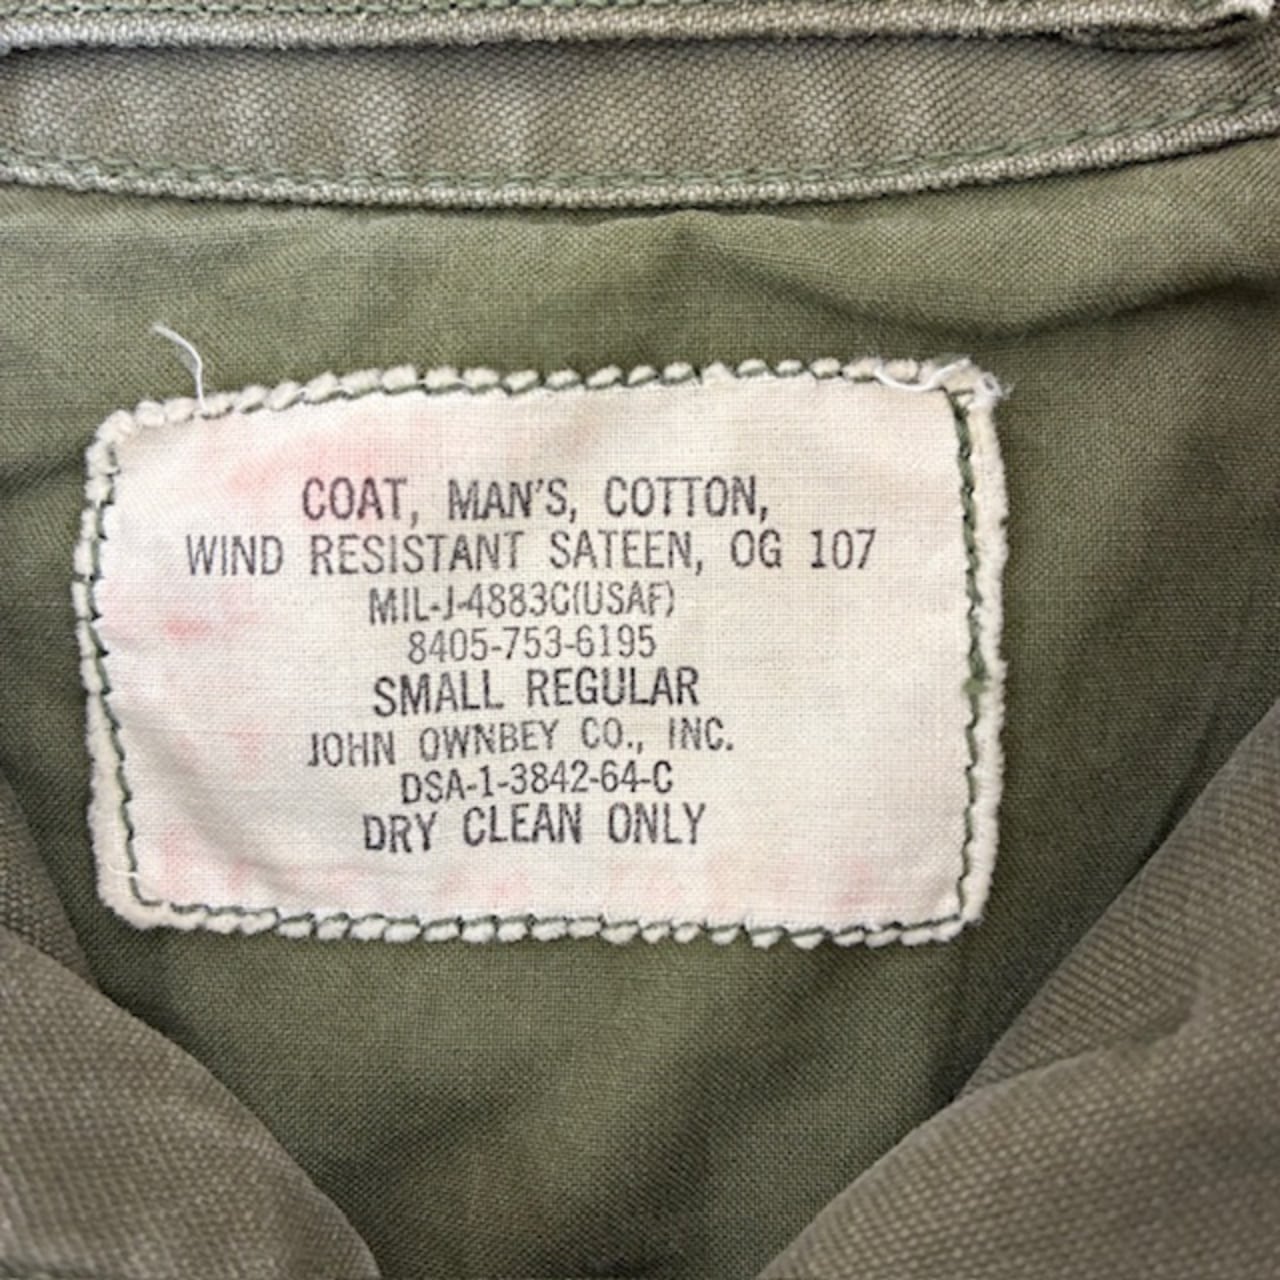 COAT, MAN'S, COTTON,
WIND RESISTANT SATEEN, OG 107
MIL-J-4883C(USAF)
8405-753-6195
SMALL REGULAR
JOHN OWNBEY CO., INC.
DSA-1-3842-64-C
DRY CLEAN ONLY